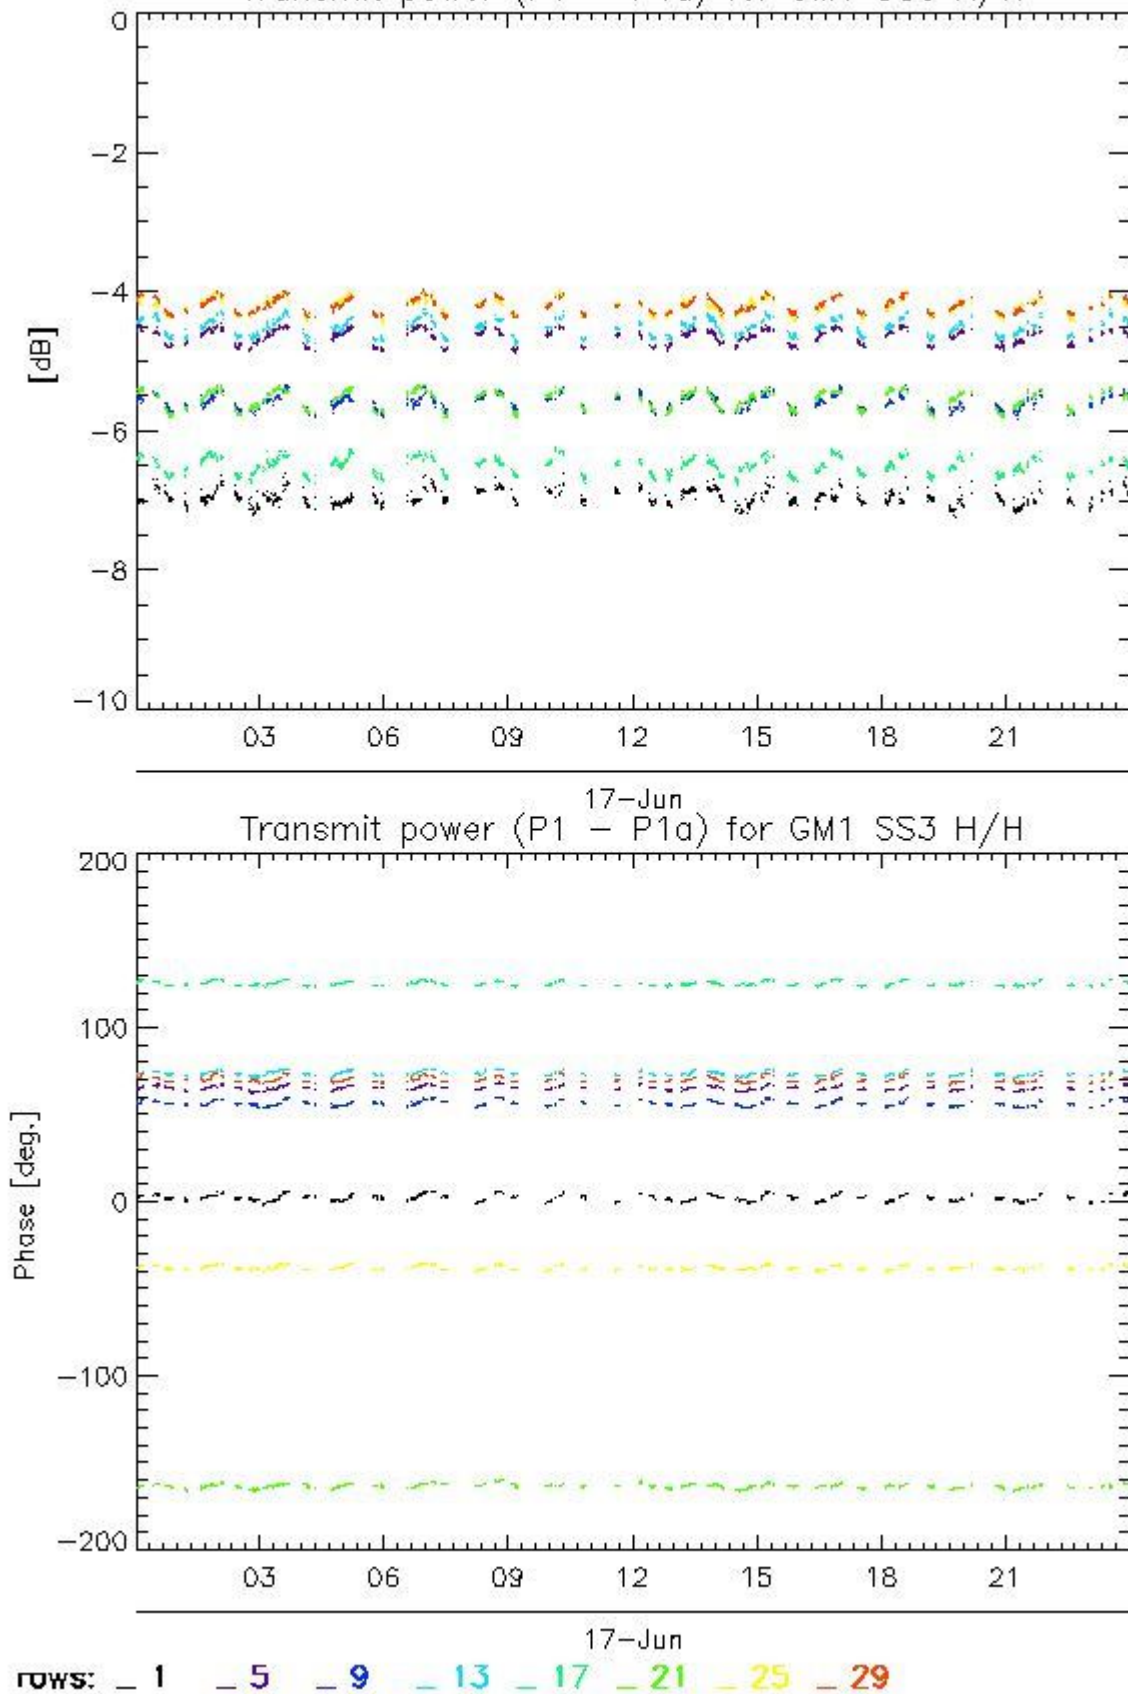 0
−2
−4
[dB]
−6
−8
−10
03 06 09 12 15 18 21
17−Jun
Transmit power (P1 − P1a) for GM1 SS3 H/H
200
100
Phase [deg.]
0
−100
−200
03 06 09 12 15 18 21
17−Jun
rows: _ 1 _ 5 _ 9 _ 13 _ 17 _ 21 _ 25 _ 29